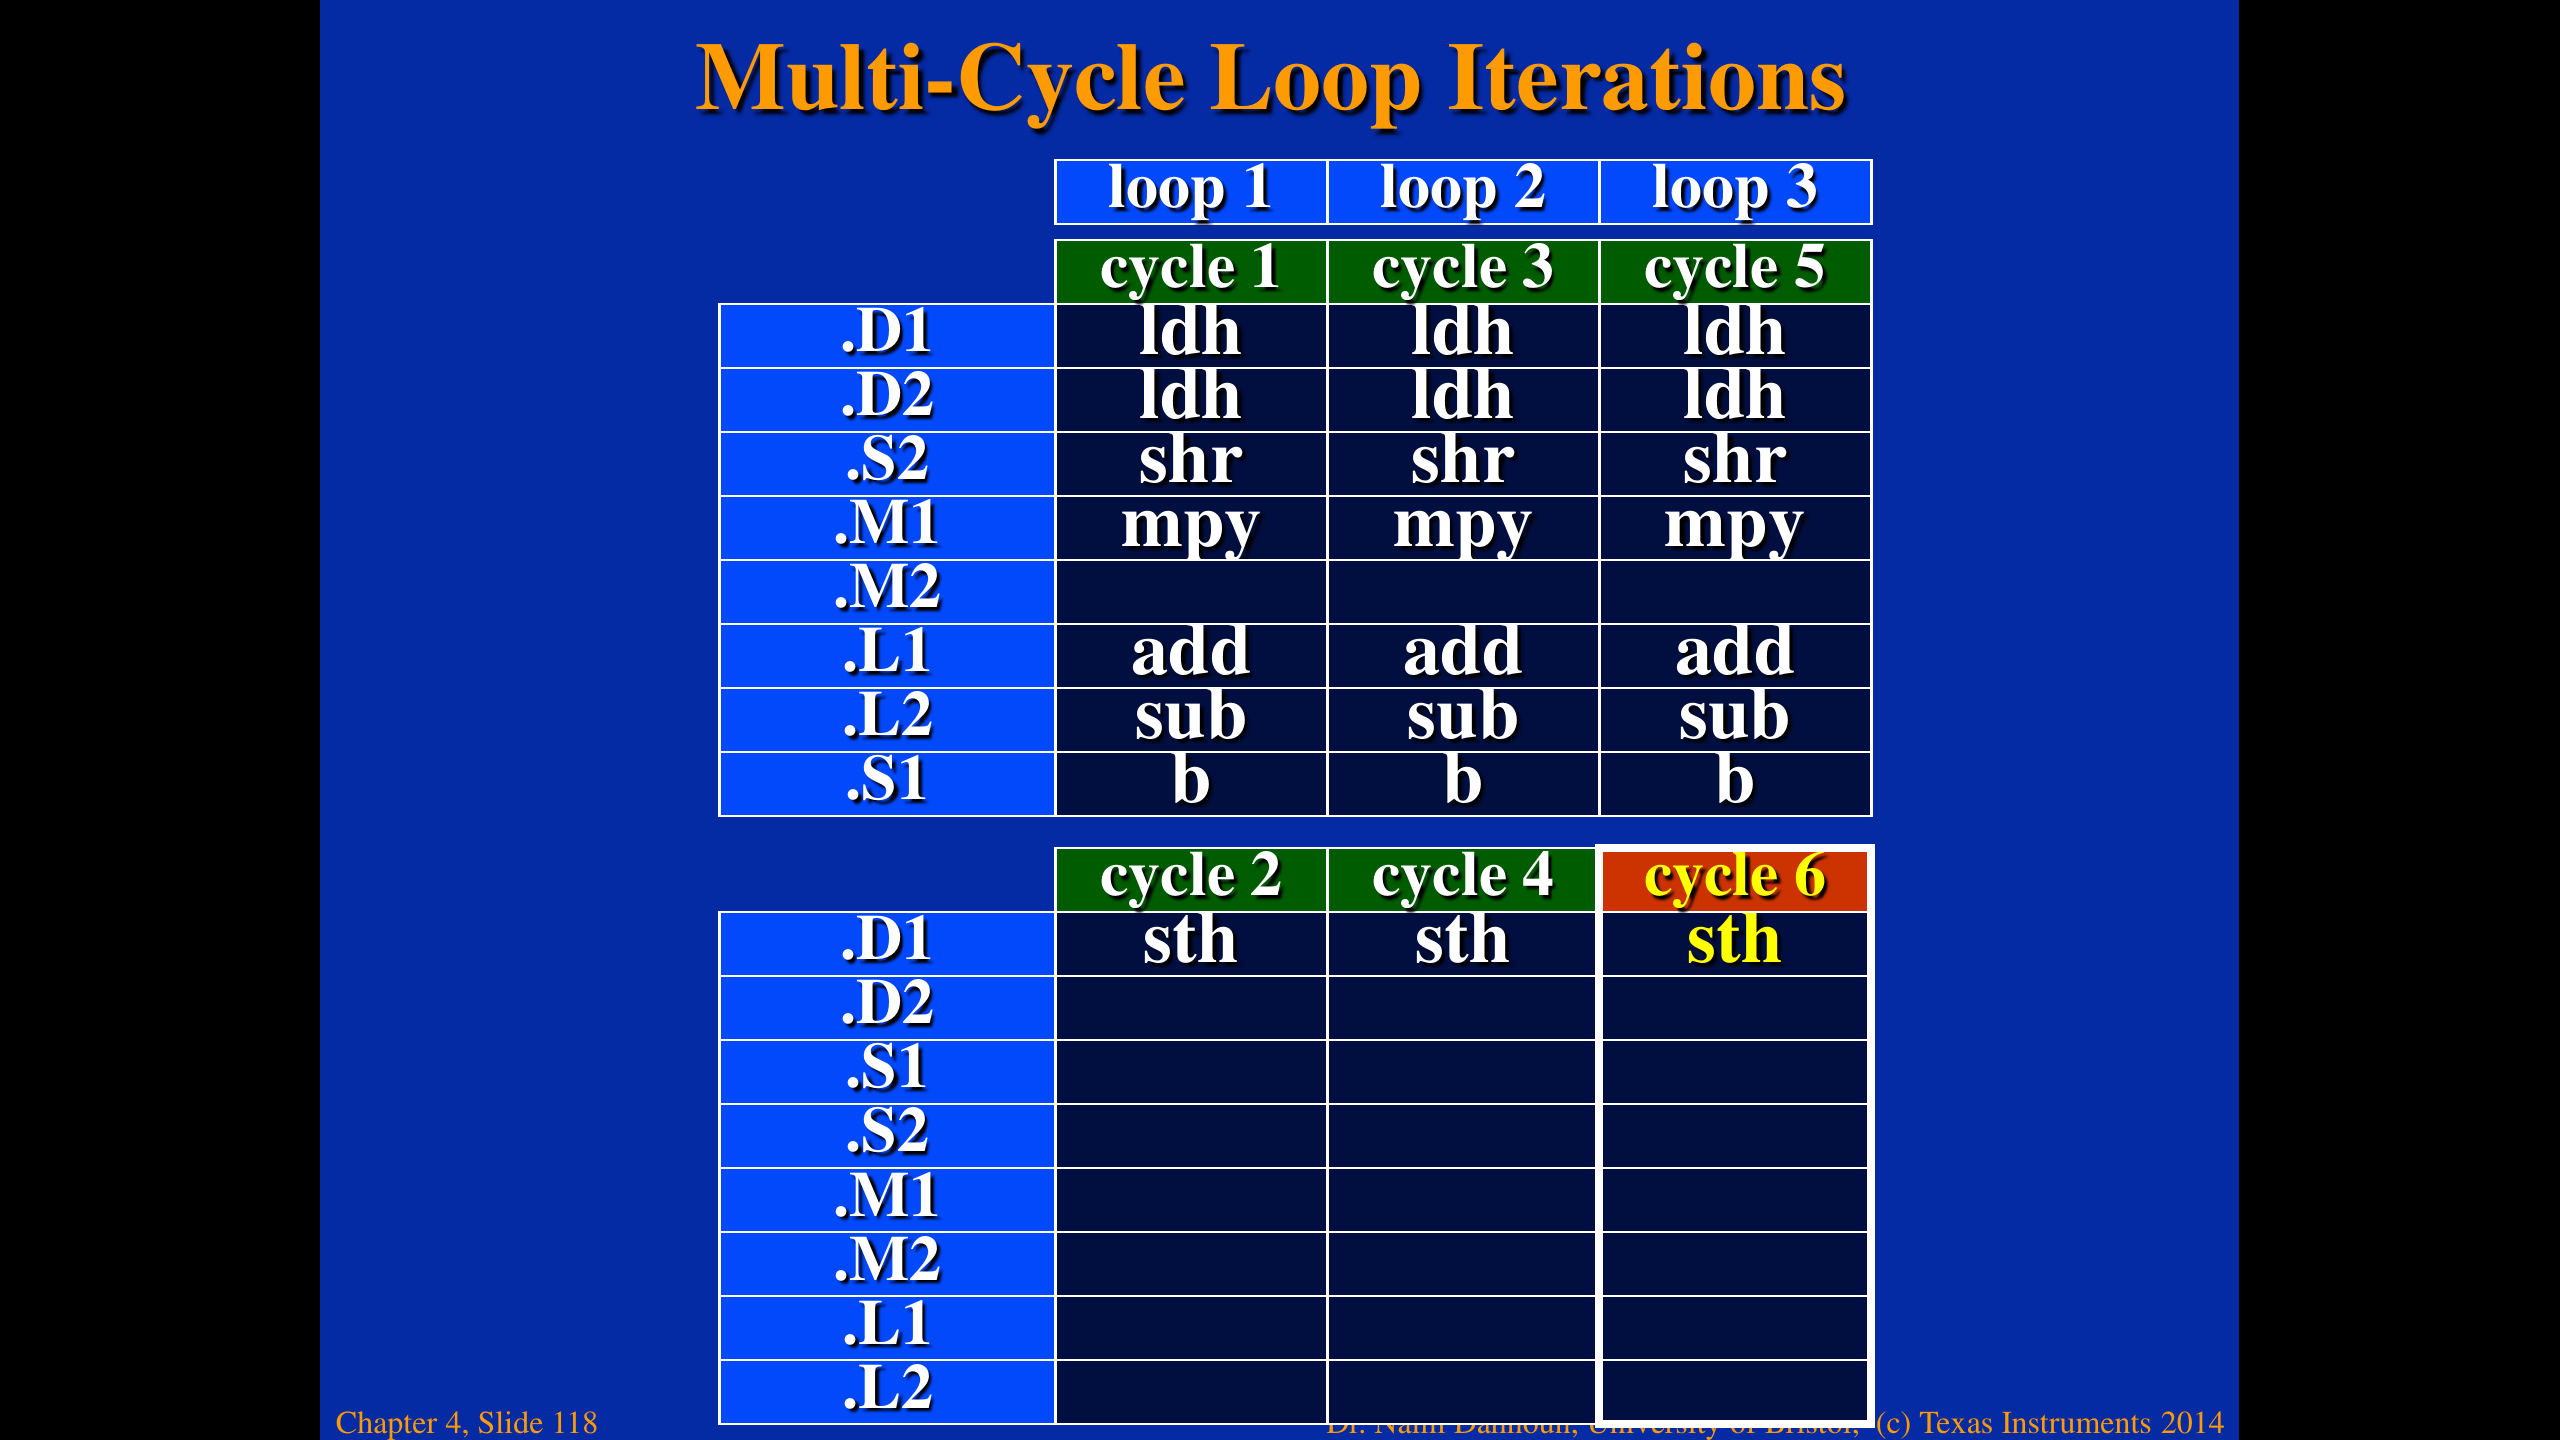 Multi-Cycle Loop Iterations
loop 1 loop 2 loop 3
cycle 1 cycle 3 cycle 5
.D1 ldh ldh ldh
.D2 ldh ldh ldh
.S2 shr shr shr
.M1 mpy mpy mpy
.M2
.L1 add add add
.L2 sub sub sub
.S1 b b b
cycle 2 cycle 4 cycle 6
.D1 sth sth sth
.D2
.S1
.S2
.M1
.M2
.L1
.L2
Chapter 4, Slide 118
Dr. Naim Dahnoun, University of Bristol, (c) Texas Instruments 2014